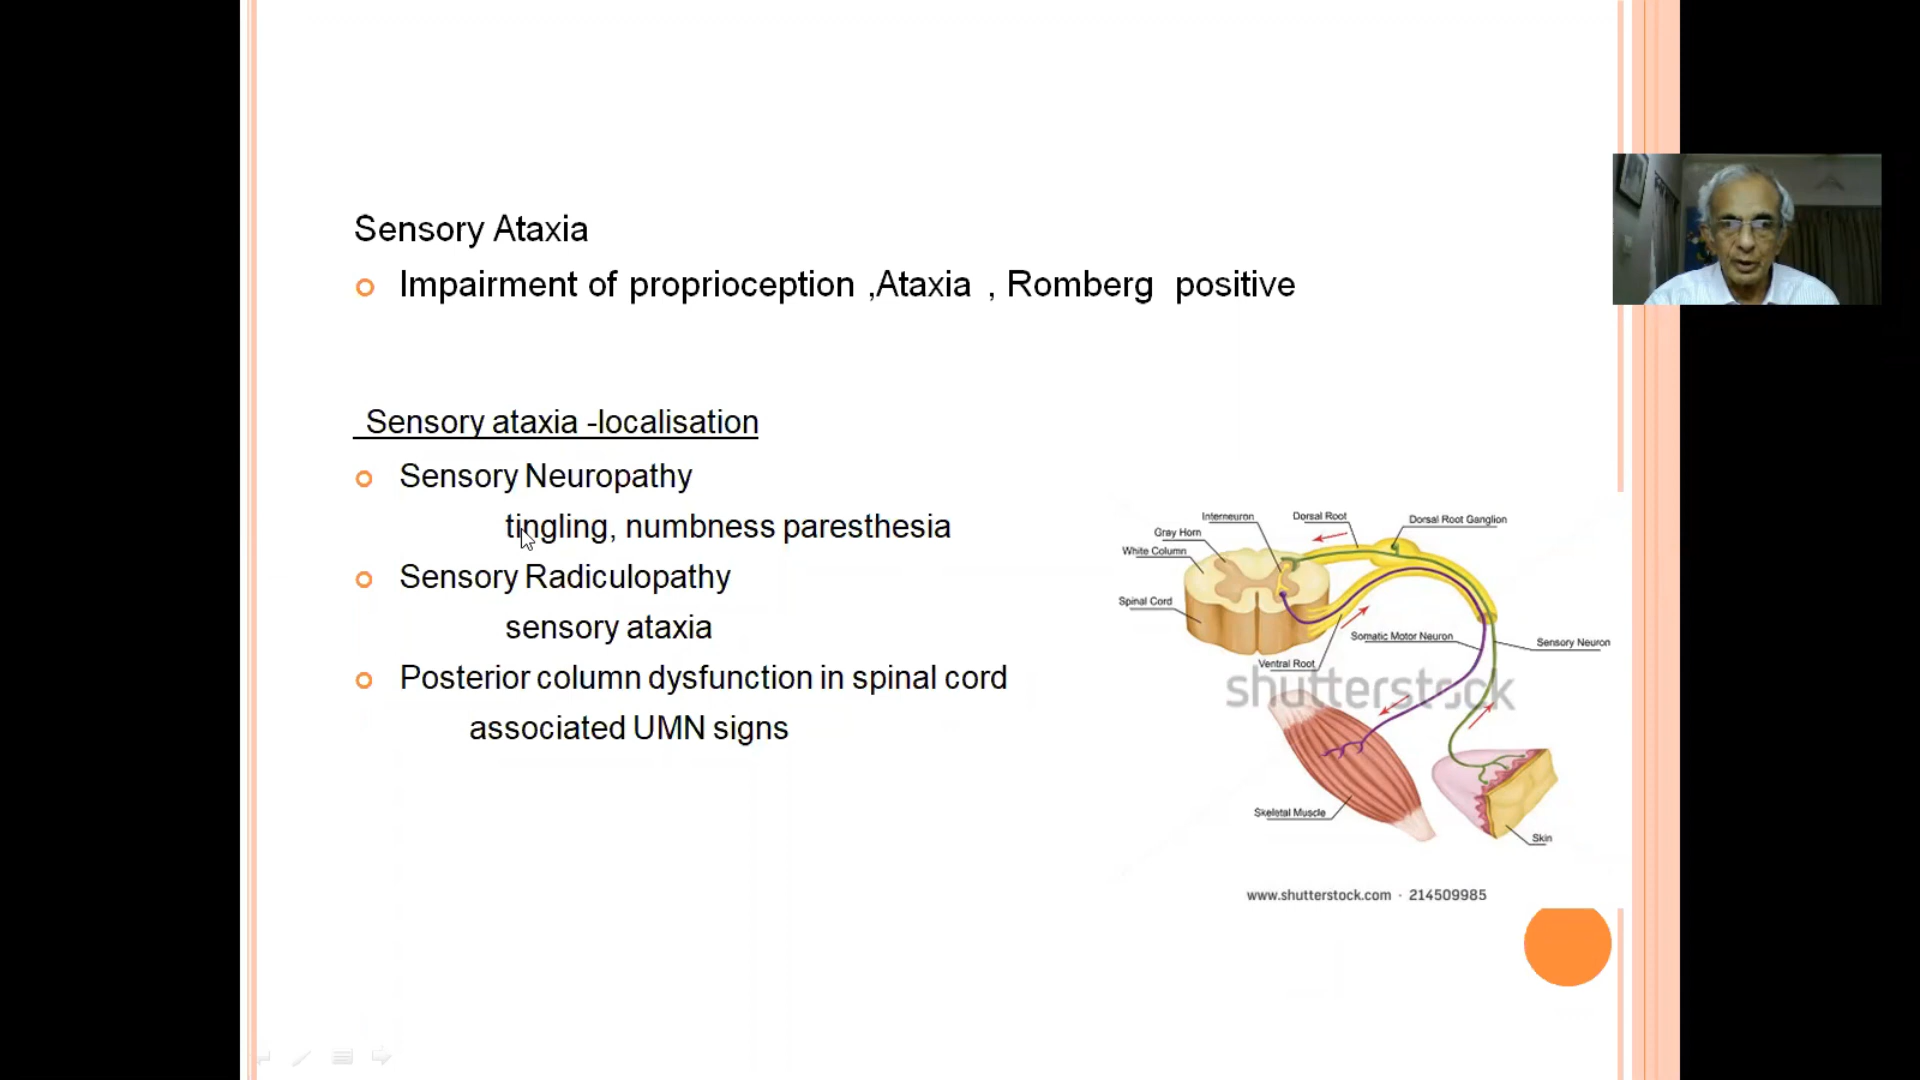 Sensory Ataxia
Impairment of proprioception ,Ataxia , Romberg positive
Sensory ataxia -localisation
Sensory Neuropathy
tingling, numbness paresthesia
Sensory Radiculopathy
sensory ataxia
Posterior column dysfunction in spinal cord
associated UMN signs
Interneuron
Dorsal Root
Dorsal Root Ganglion
Gray Horn
White Column
Spinal Cord
Somatic Motor Neuron
Sensory Neuron
Ventral Root
shutterstock
Skeletal Muscle
Skin
www.shutterstock.com · 214509985